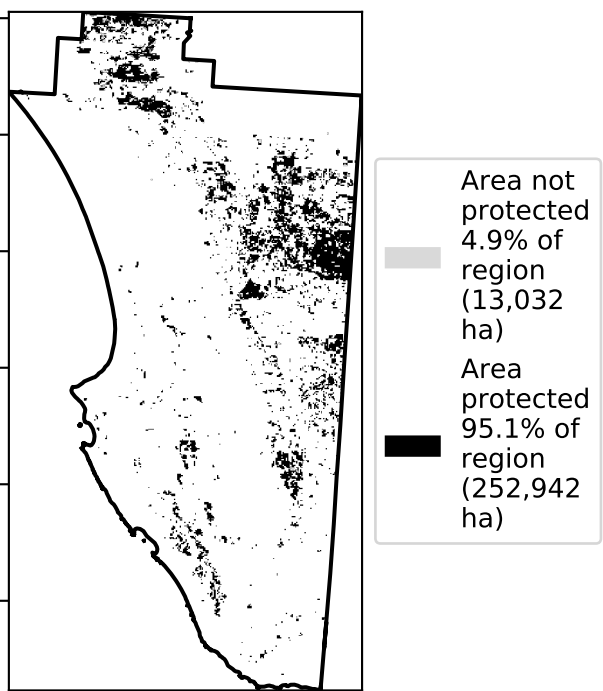 Area not
protected
4.9% of
region
(13,032
ha)
Area
protected
95.1% of
region
(252,942
ha)